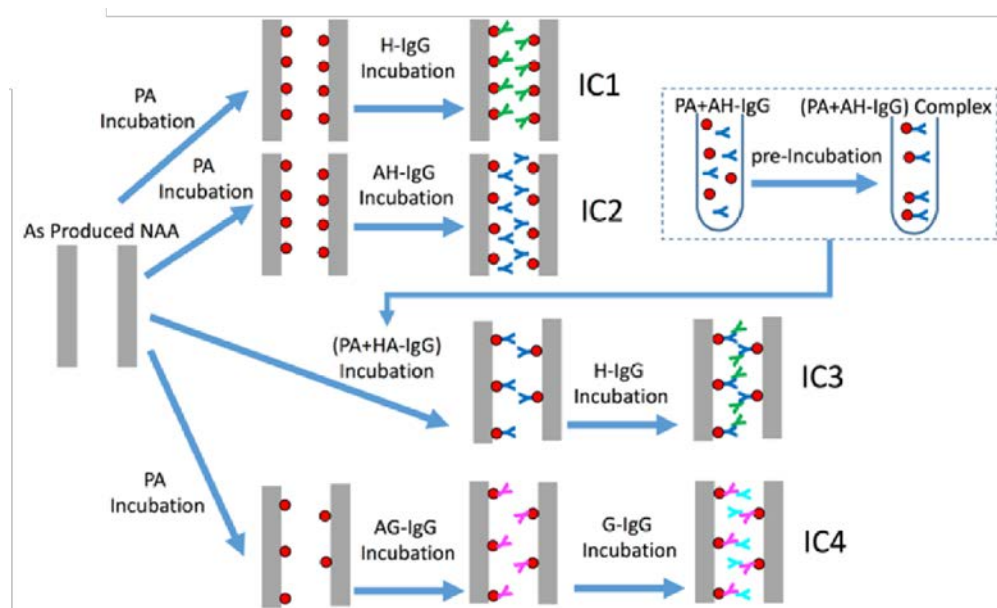 PA
Incubation
H-IgG
Incubation
IC1
PA
Incubation
AH-IgG
Incubation
IC2
PA+AH-IgG
(PA+AH-IgG) Complex
pre-Incubation
As Produced NAA
(PA+HA-IgG)
Incubation
H-IgG
Incubation
IC3
PA
Incubation
AG-IgG
Incubation
G-IgG
Incubation
IC4